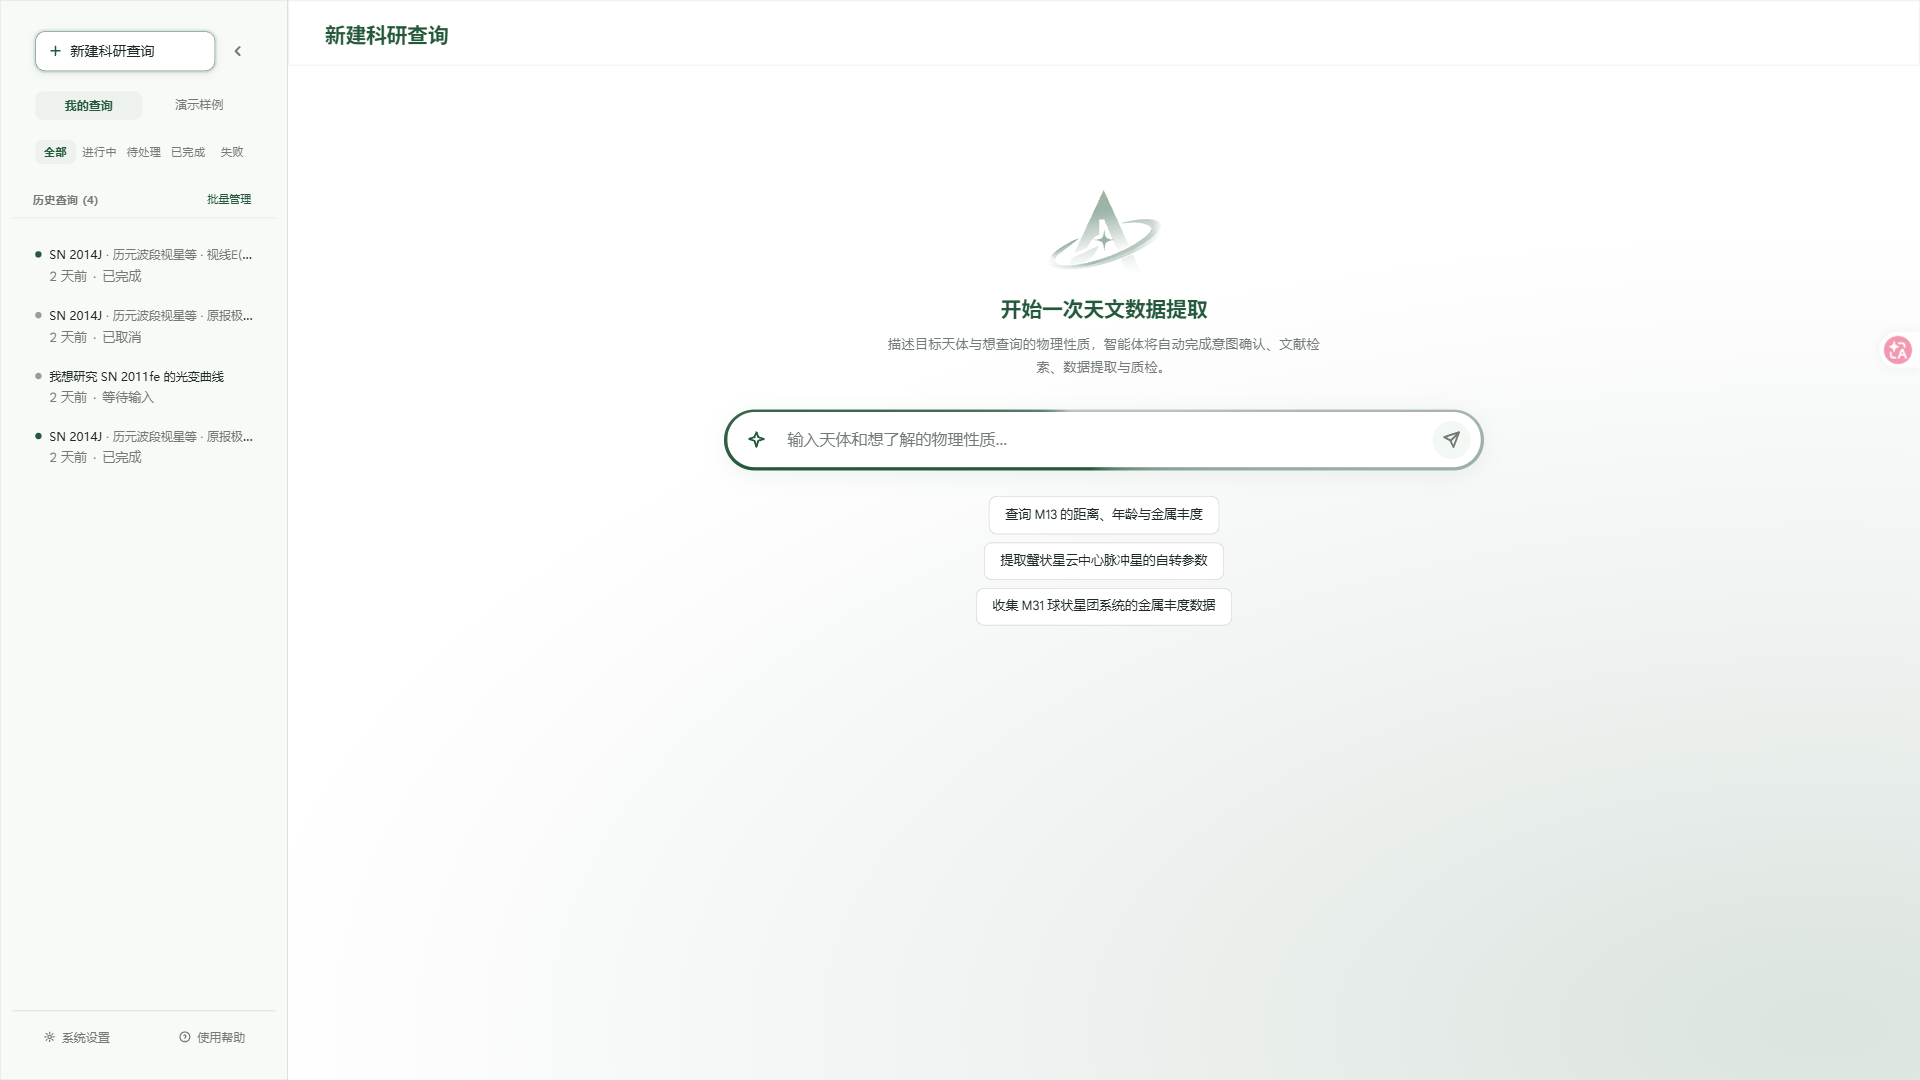 新建科研查询
我的查询
演示样例
全部
进行中
待处理
已完成
失败
历史查询 (4)
批量管理
SN 2014J · 历元波段视星等 · 视线E(...
2 天前 · 已完成
SN 2014J · 历元波段视星等 · 原报极...
2 天前 · 已取消
我想研究 SN 2011fe 的光变曲线
2 天前 · 等待输入
SN 2014J · 历元波段视星等 · 原报极...
2 天前 · 已完成
系统设置
使用帮助
新建科研查询
开始一次天文数据提取
描述目标天体与想查询的物理性质，智能体将自动完成意图确认、文献检
索、数据提取与质检。
输入天体和想了解的物理性质...
查询 M13 的距离、年龄与金属丰度
提取蟹状星云中心脉冲星的自转参数
收集 M31 球状星团系统的金属丰度数据